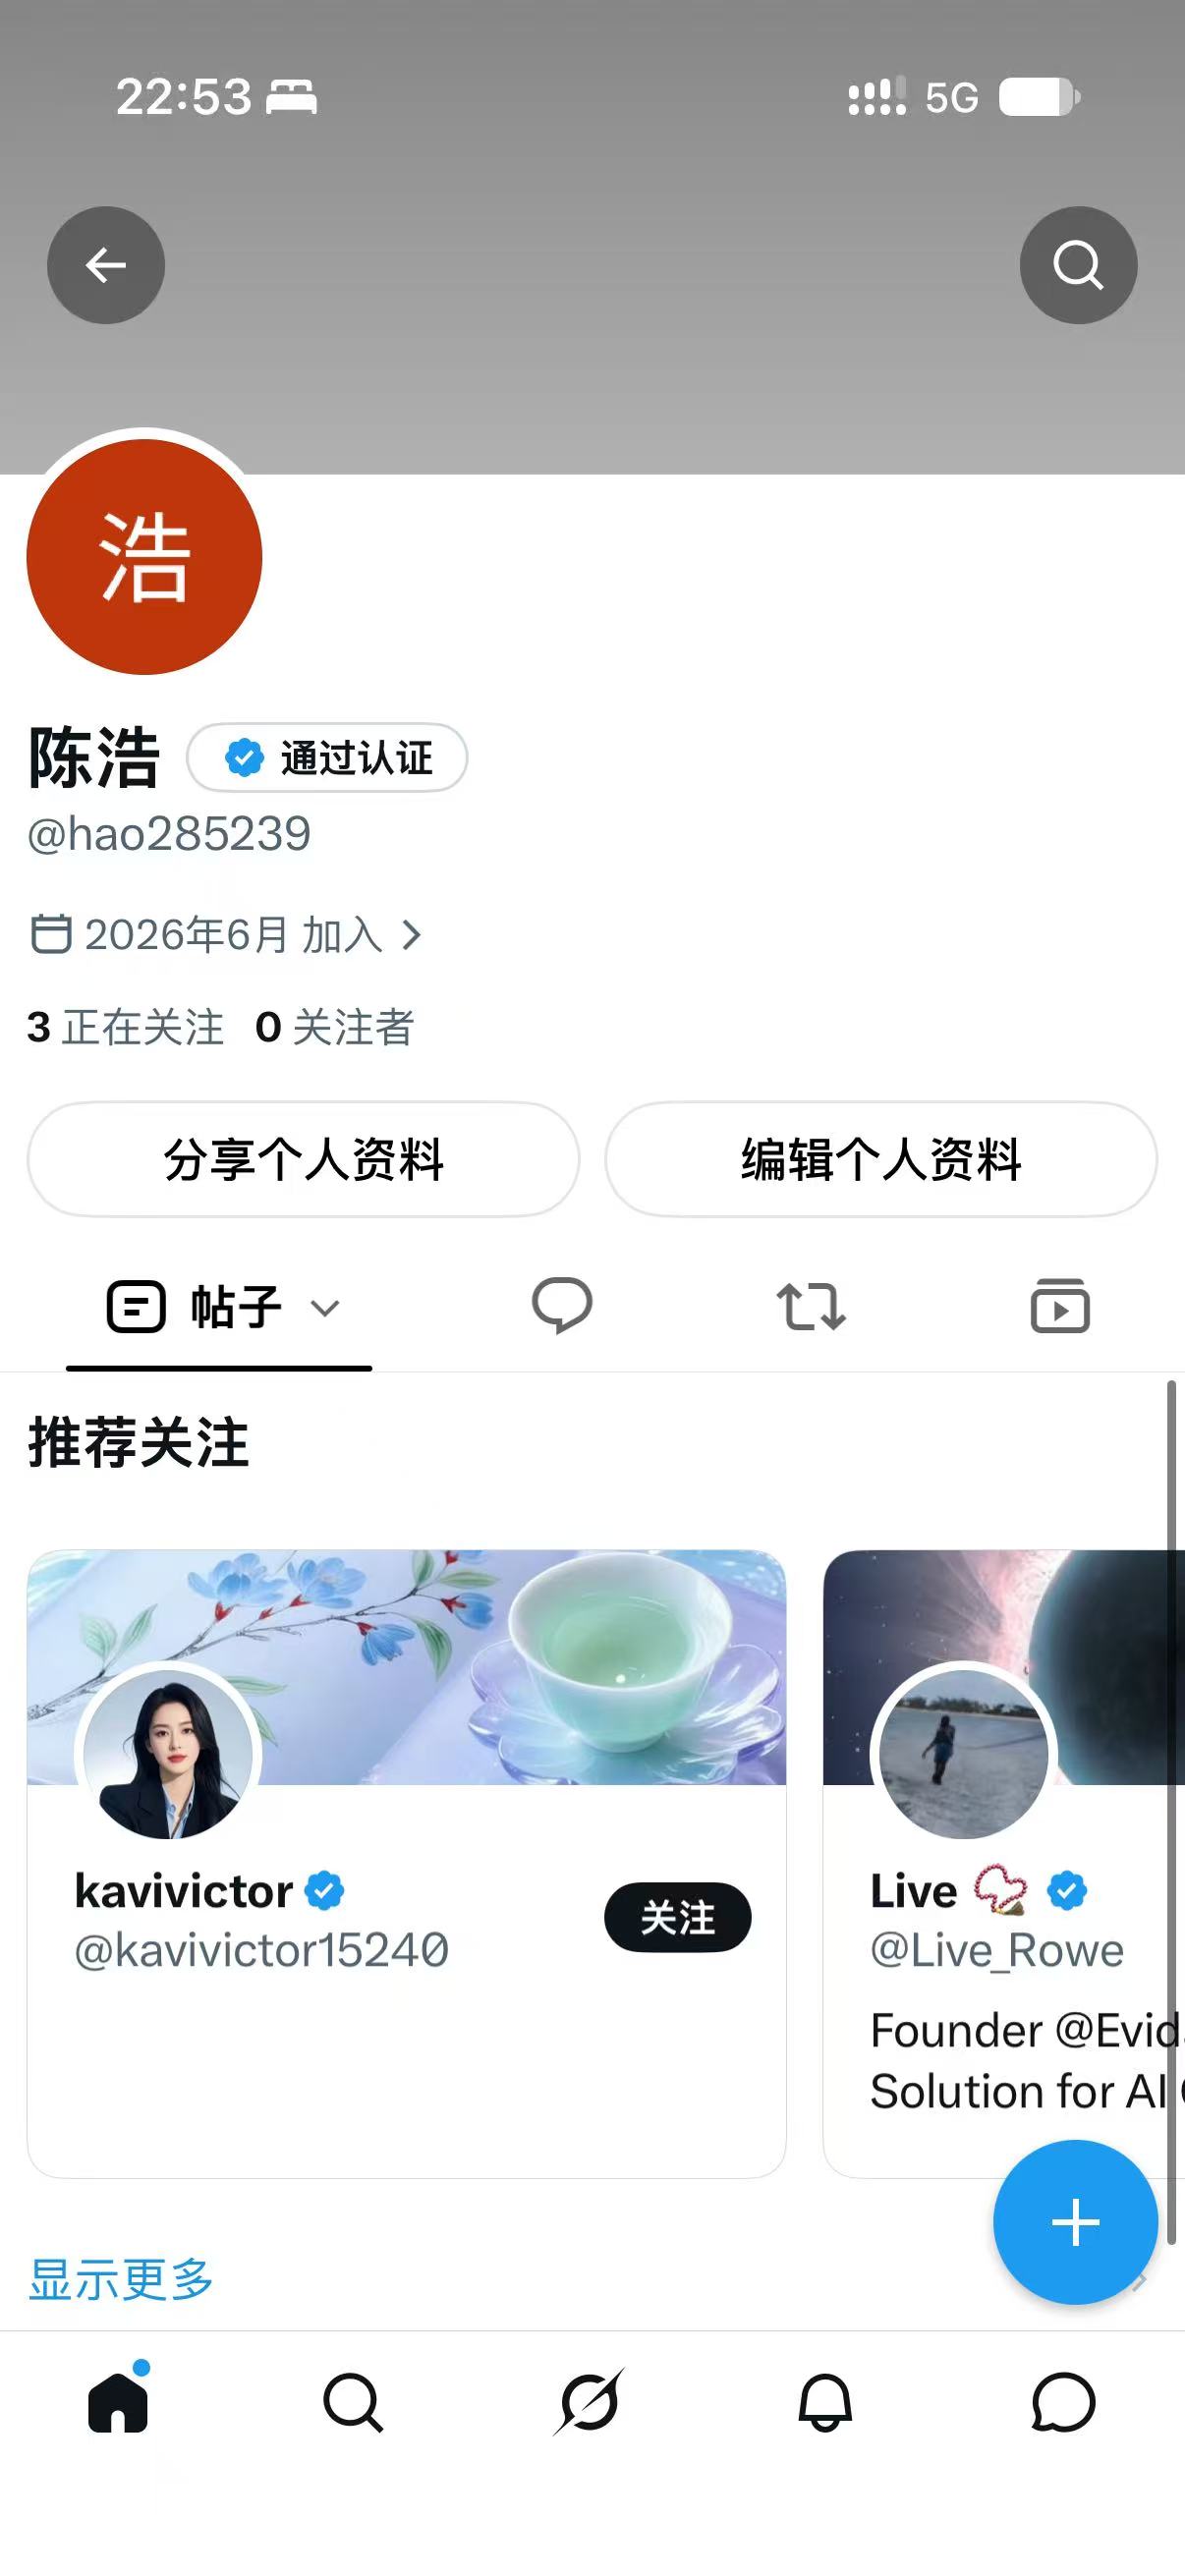 22:53
5G
浩
陈浩 通过认证
@hao285239
2026年6月 加入
3 正在关注 0 关注者
分享个人资料
编辑个人资料
帖子
推荐关注
kavivictor
@kavivictor15240
关注
Live
@Live_Rowe
Founder
Solution for AI
显示更多